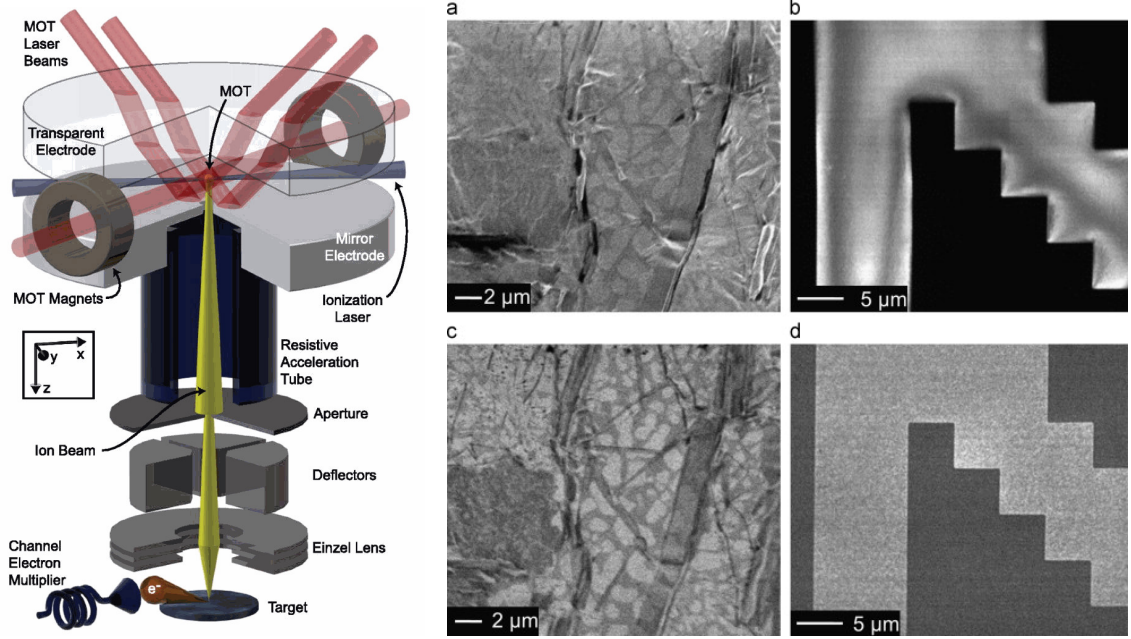 MOT
Laser
Beams
MOT
Transparent
Electrode
Mirror
Electrode
MOT Magnets
Ionization
Laser
y
x
z
Resistive
Acceleration
Tube
Aperture
Ion Beam
Deflectors
Einzel Lens
Channel
Electron
Multiplier
e-
Target
a
2 µm
b
5 µm
c
2 µm
d
5 µm